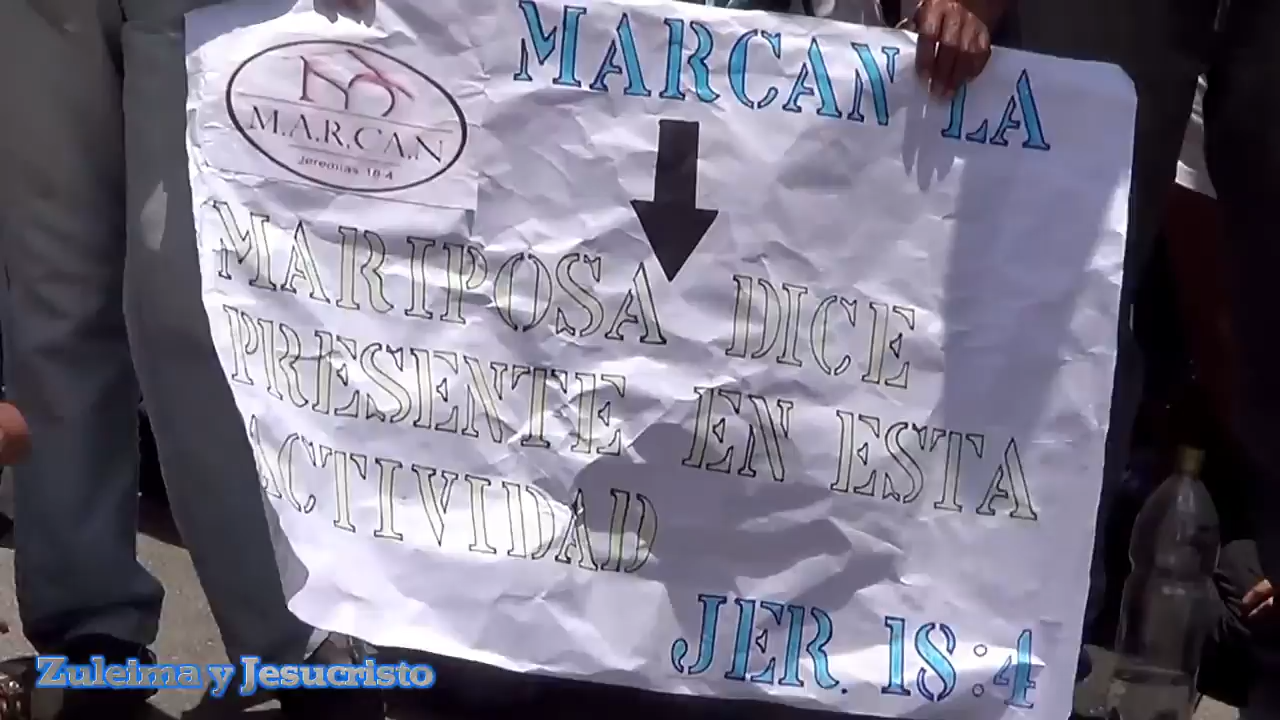 M.A.R.C.A.N
Jeremias 18-4
MARCAN LA
MARIPOSA DICE
PRESENTE EN ESTA
ACTIVIDAD
JER. 18:4
Zuleima y Jesucristo